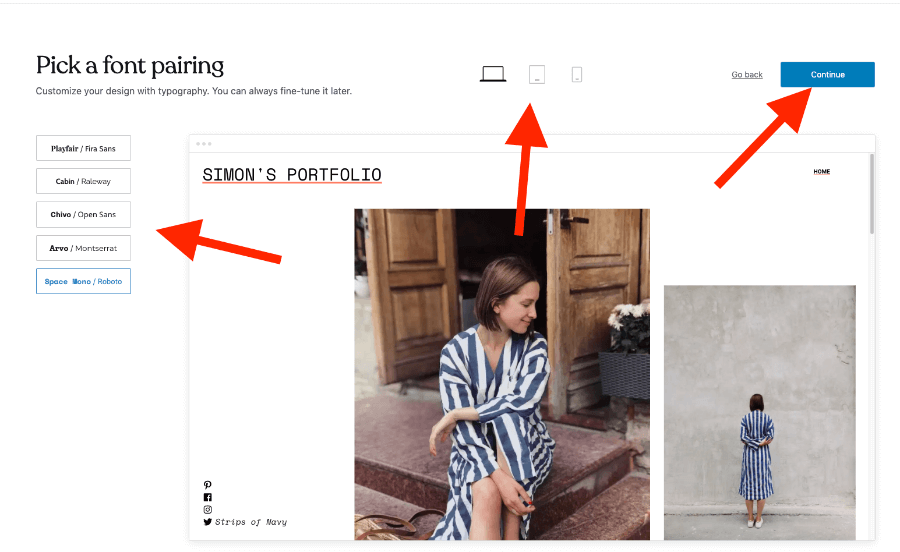 Pick a font pairing
Customize your design with typography. You can always fine-tune it later.
Go back
Continue
Playfair / Fira Sans
Cabin / Raleway
Chivo / Open Sans
Arvo / Montserrat
Space Mono / Roboto
SIMON'S PORTFOLIO
HOME
Strips of Navy